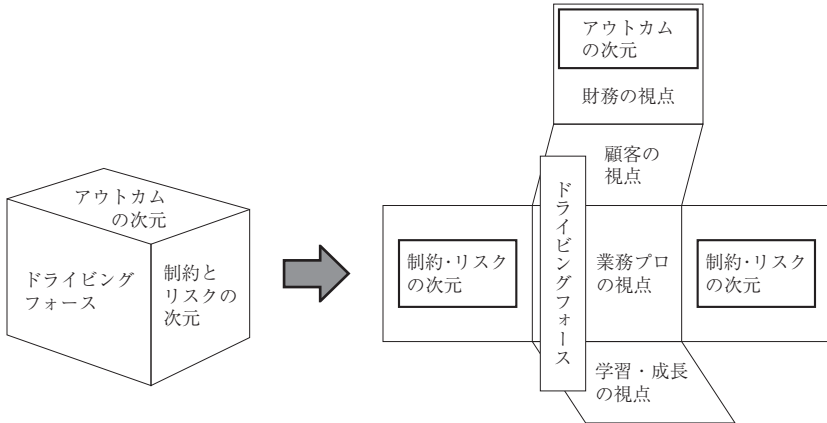 アウトカム
の次元
ドライビング
フォース
制約と
リスクの
次元
アウトカム
の次元
財務の視点
顧客の
視点
ドライビングフォース
制約・リスク
の次元
業務プロ
の視点
制約・リスク
の次元
学習・成長
の視点